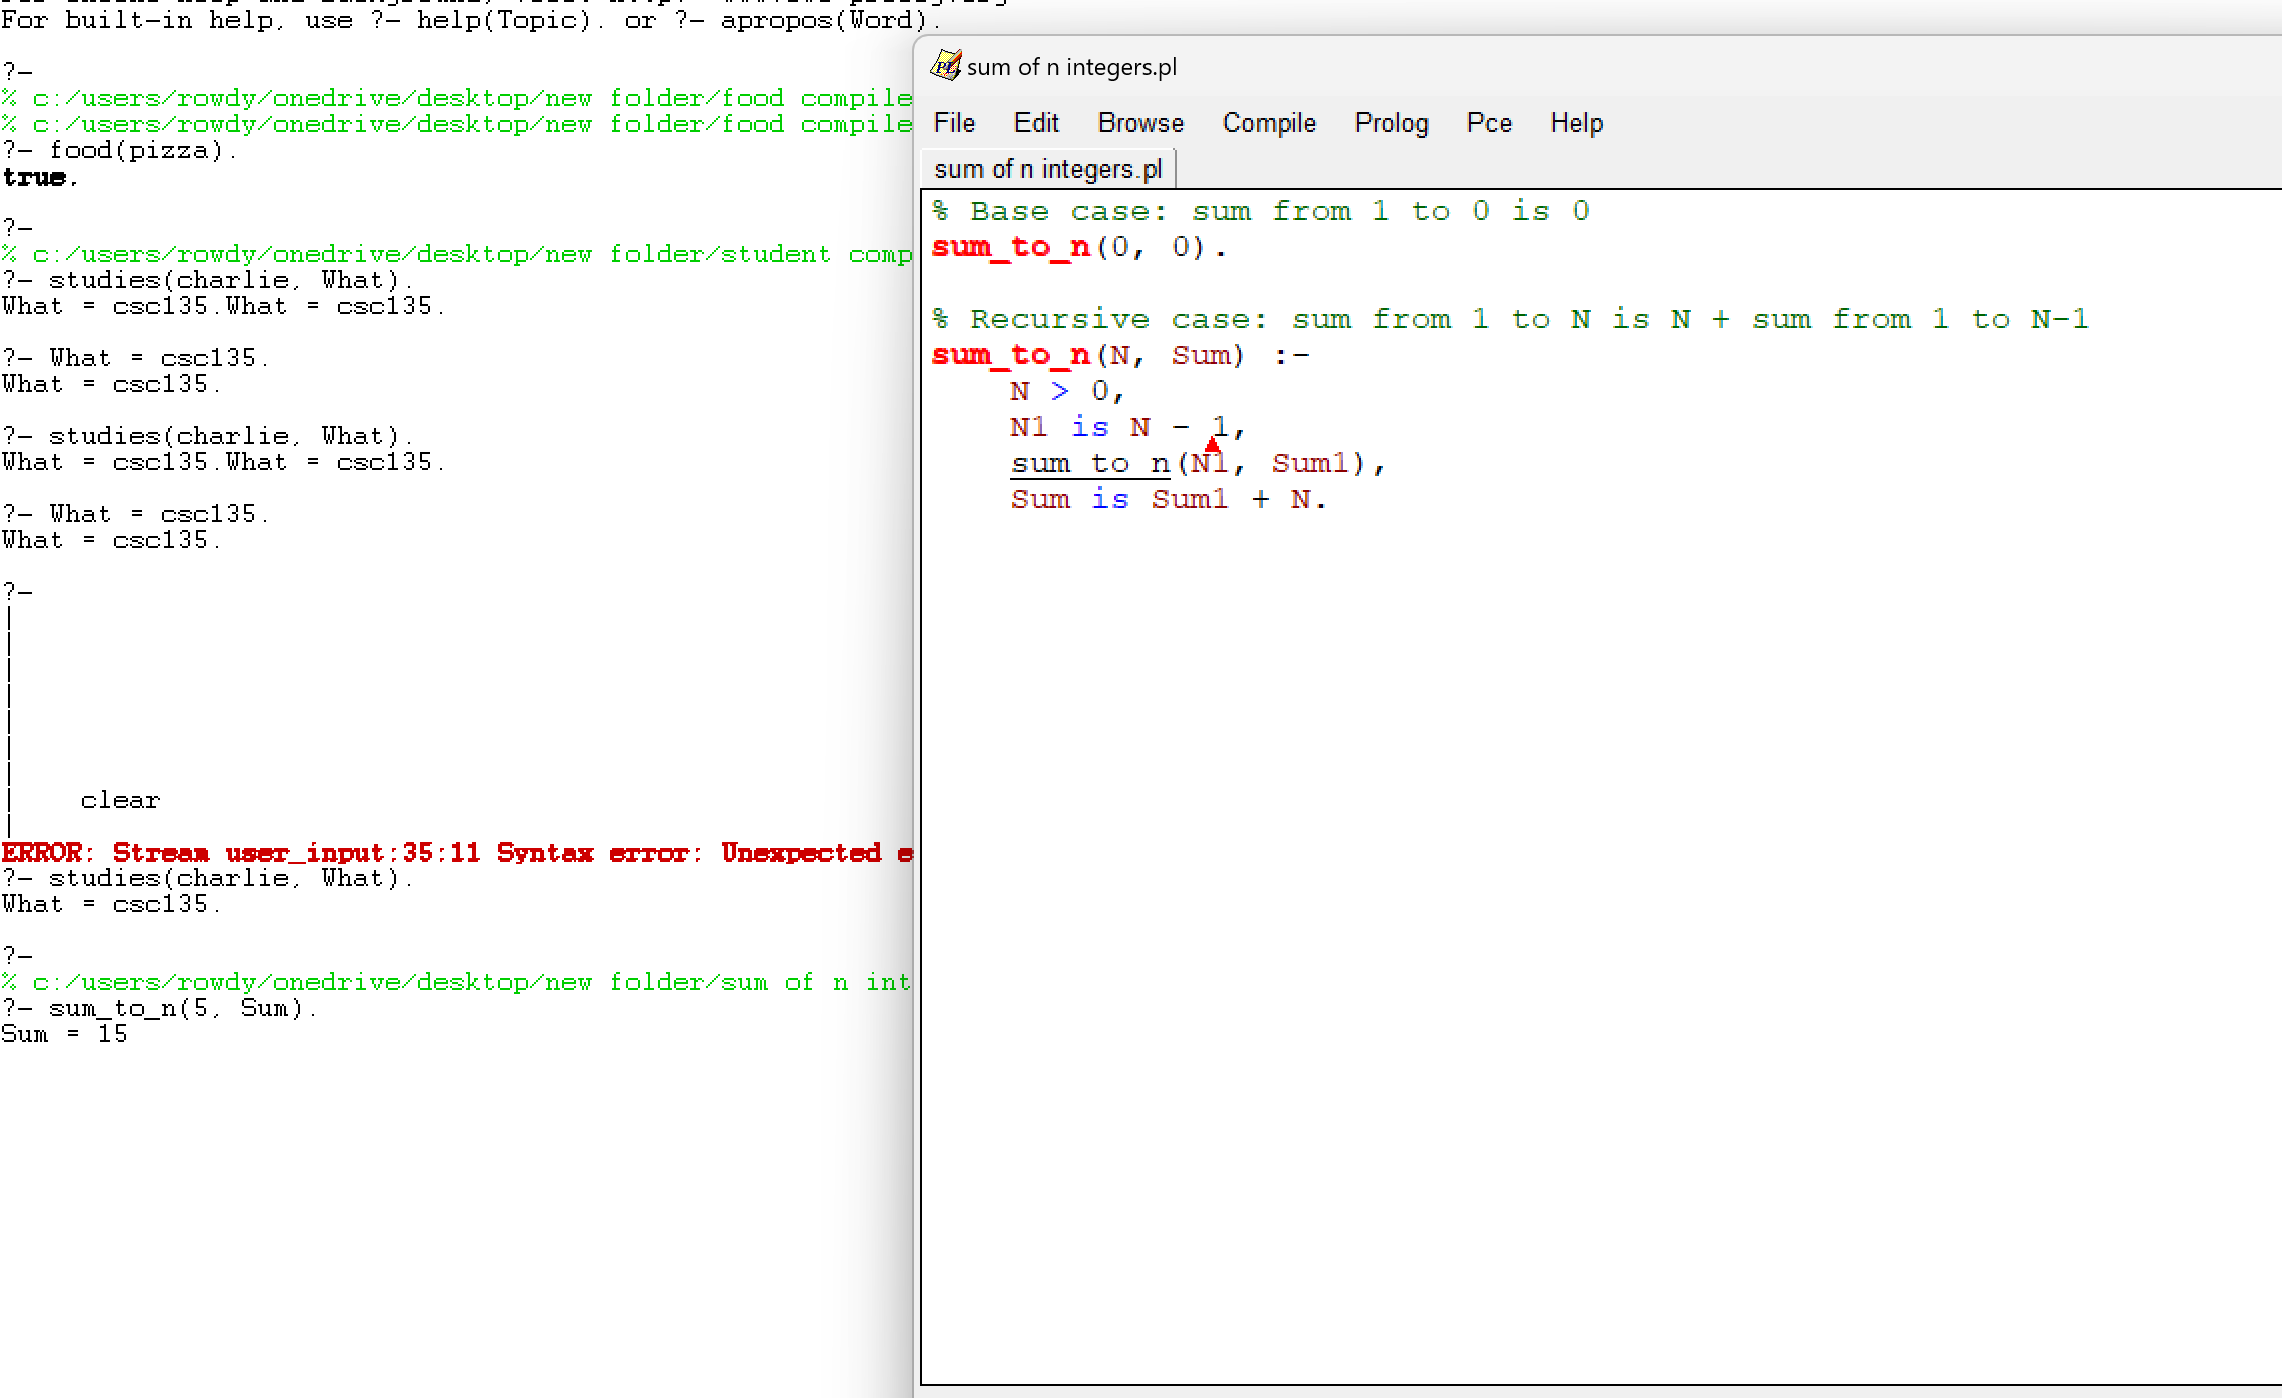 For built-in help, use ?- help(Topic). or ?- apropos(Word).
?-
% c:/users/rowdy/onedrive/desktop/new folder/food compile
% c:/users/rowdy/onedrive/desktop/new folder/food compile
?- food(pizza).
true.
?-
% c:/users/rowdy/onedrive/desktop/new folder/student comp
?- studies(charlie, What).
What = csc135.What = csc135.
?- What = csc135.
What = csc135.
?- studies(charlie, What).
What = csc135.What = csc135.
?- What = csc135.
What = csc135.
?-
|
|
|
|
|
|
|
|    clear
|
ERROR: Stream user_input:35:11 Syntax error: Unexpected e
?- studies(charlie, What).
What = csc135.
?-
% c:/users/rowdy/onedrive/desktop/new folder/sum of n int
?- sum_to_n(5, Sum).
Sum = 15
sum of n integers.pl
File Edit Browse Compile Prolog Pce Help
sum of n integers.pl
% Base case: sum from 1 to 0 is 0
sum_to_n(0, 0).
% Recursive case: sum from 1 to N is N + sum from 1 to N-1
sum_to_n(N, Sum) :-
    N > 0,
    N1 is N - 1,
    sum_to_n(N1, Sum1),
    Sum is Sum1 + N.